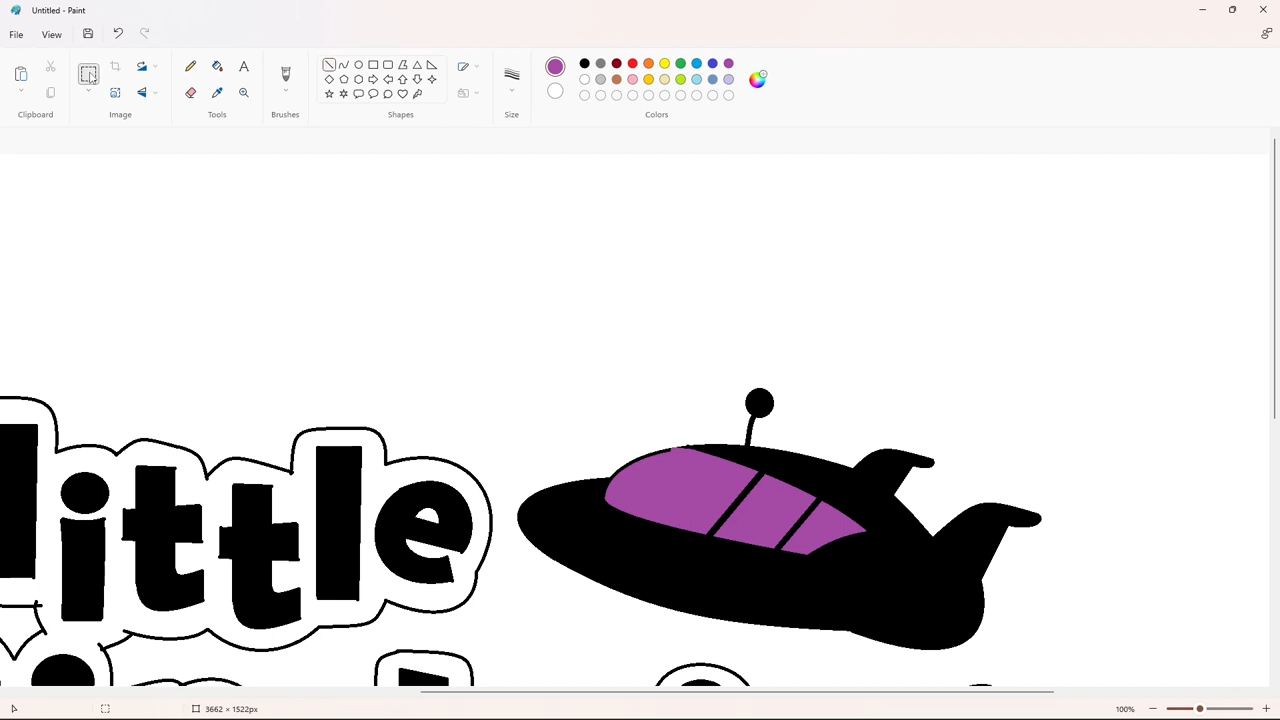 Untitled - Paint
File View
Clipboard Image Tools Brushes Shapes Size Colors
little
3662 × 1522px 100%